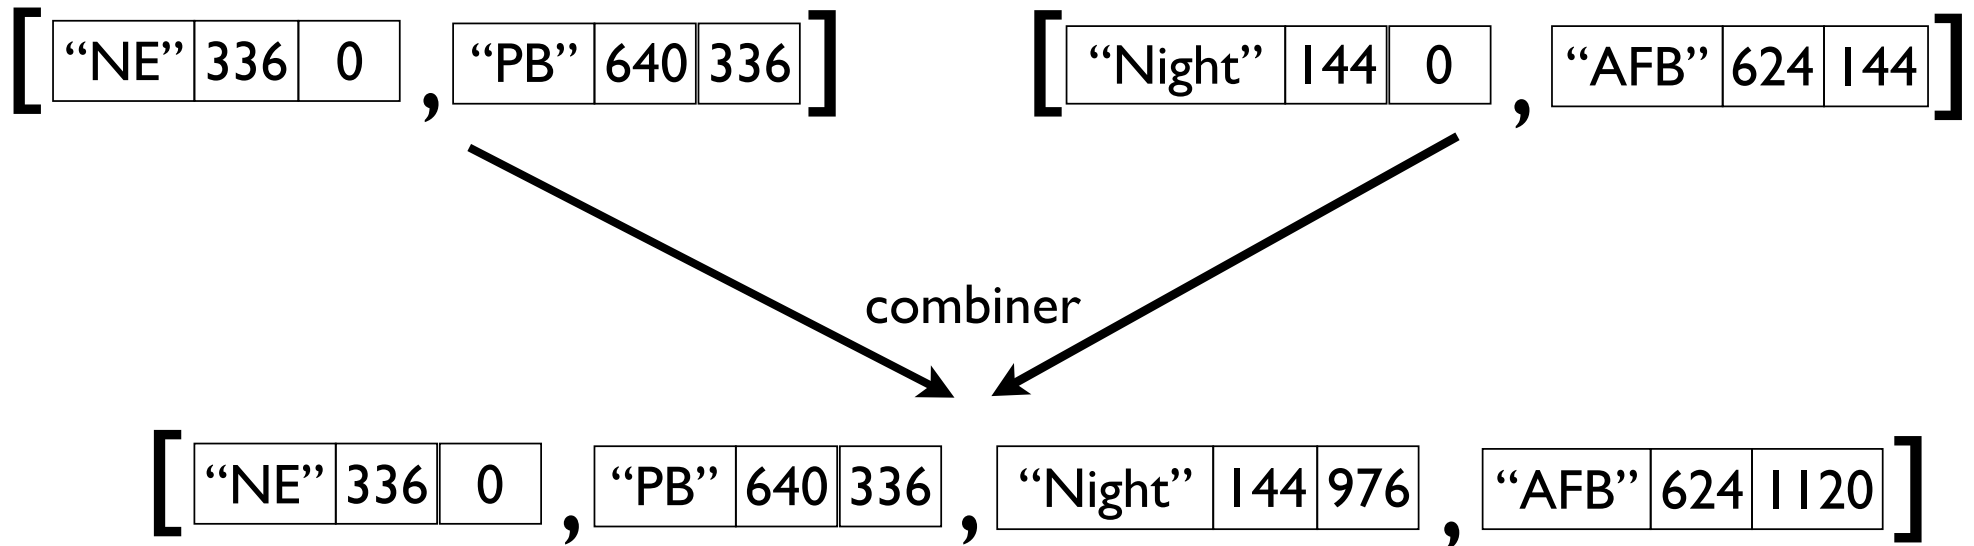 [“NE” 336 0 , “PB” 640 336] [“Night” 144 0 , “AFB” 624 144]
combiner
[“NE” 336 0 , “PB” 640 336 , “Night” 144 976 , “AFB” 624 1120]